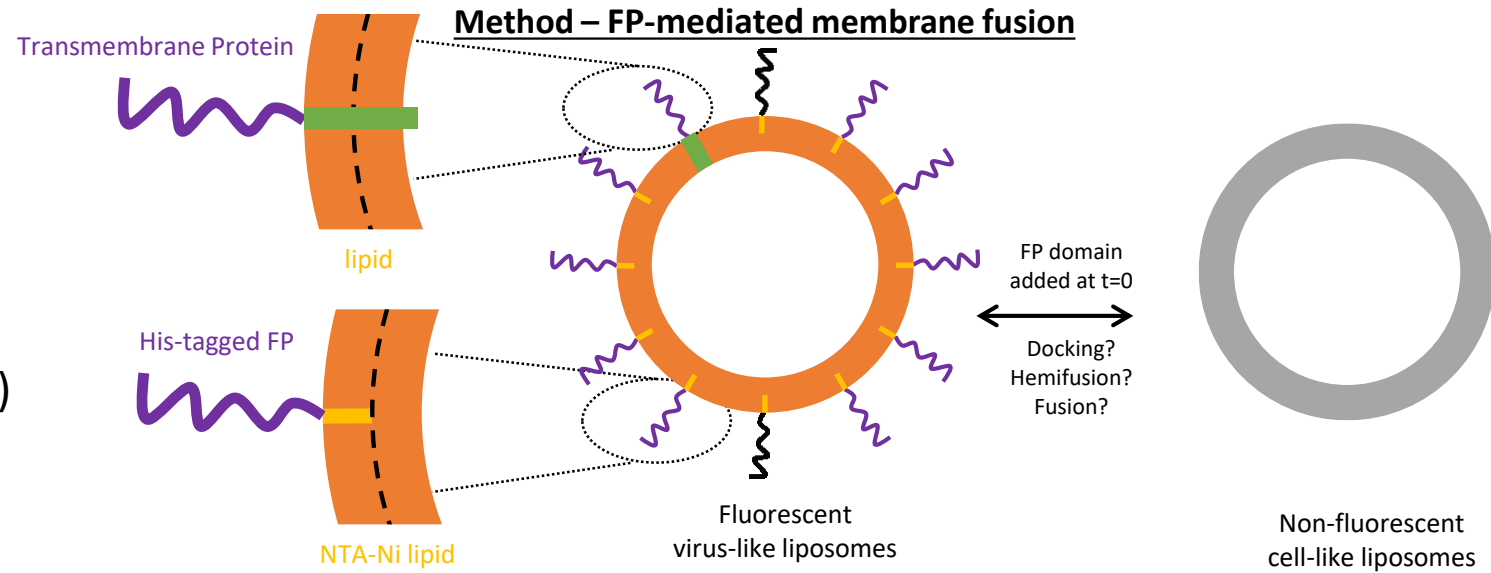 Method – FP-mediated membrane fusion
Transmembrane Protein
lipid
His-tagged FP
)
NTA-Ni lipid
FP domain
added at t=0
Docking?
Hemifusion?
Fusion?
Fluorescent
virus-like liposomes
Non-fluorescent
cell-like liposomes